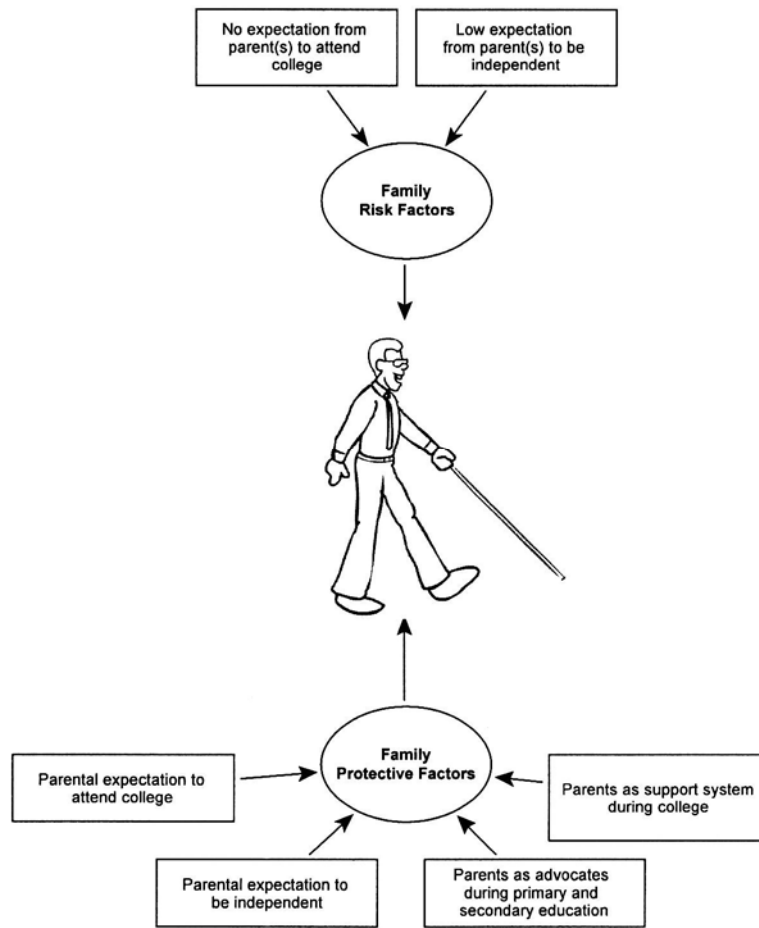 No expectation from
parent(s) to attend
college
Low expectation
from parent(s) to be
independent
Family
Risk Factors
Family
Protective Factors
Parental expectation to
attend college
Parents as support system
during college
Parental expectation to
be independent
Parents as advocates
during primary and
secondary education